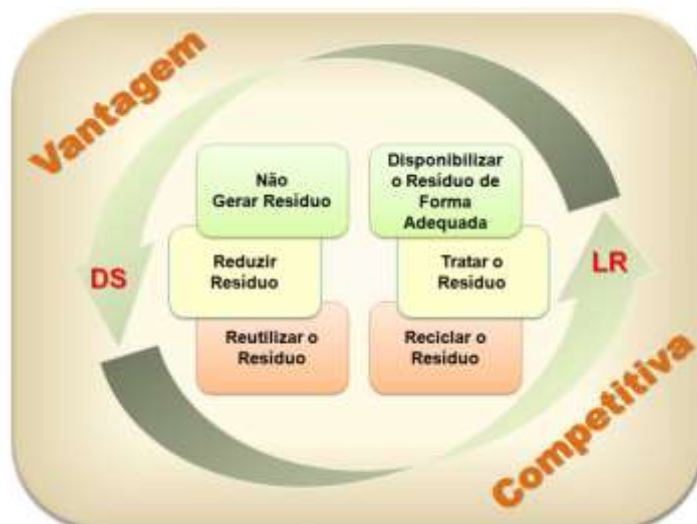 Vantagem
Não
Gerar Resíduo
Disponibilizar
o Resíduo de
Forma
Adequada
DS
Reduzir
Resíduo
Tratar o
Resíduo
LR
Reutilizar o
Resíduo
Reciclar o
Resíduo
Competitiva